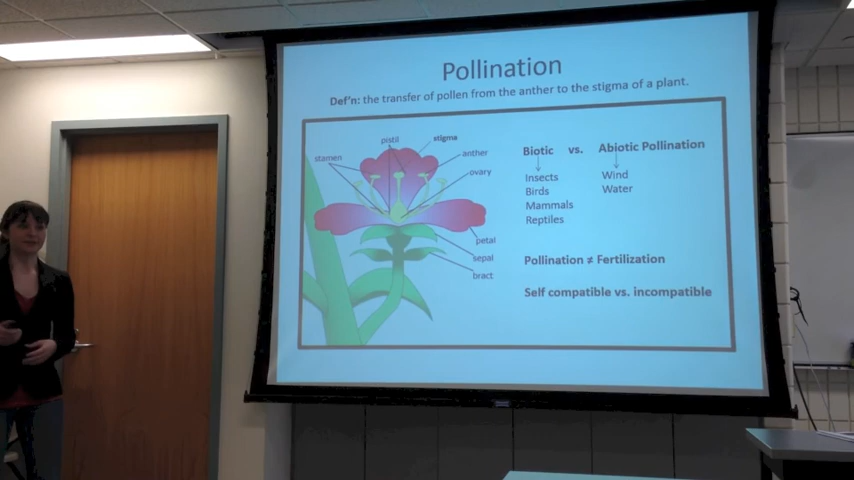 Pollination
Def'n: the transfer of pollen from the anther to the stigma of a plant.
pistil
stigma
stamen
anther
ovary
petal
sepal
bract
Biotic vs. Abiotic Pollination
Insects
Birds
Mammals
Reptiles
Wind
Water
Pollination ≠ Fertilization
Self compatible vs. incompatible